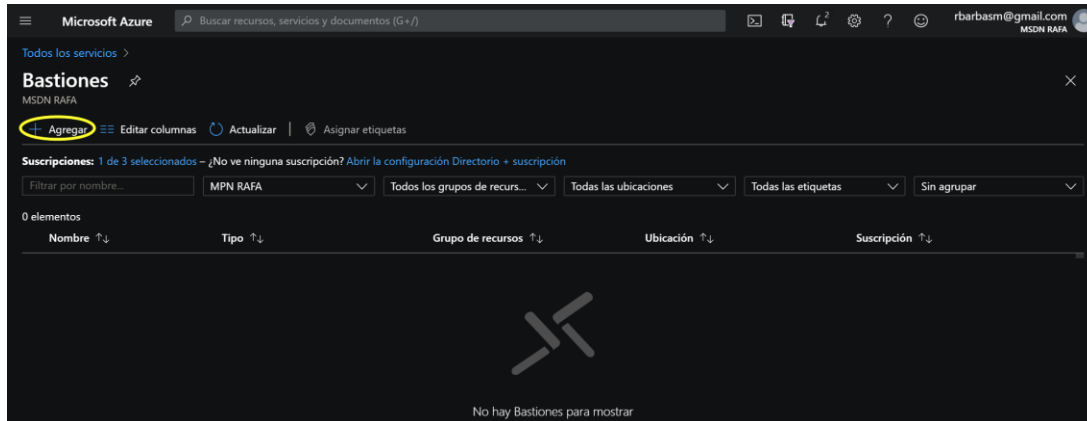 Microsoft Azure
Buscar recursos, servicios y documentos (G+/)
2
?
rbarbasm@gmail.com
MSDN RAFA
Todos los servicios >
Bastiones
MSDN RAFA
+ Agregar
Editar columnas
Actualizar
Asignar etiquetas
Suscripciones: 1 de 3 seleccionados – ¿No ve ninguna suscripción? Abrir la configuración Directorio + suscripción
Filtrar por nombre...
MPN RAFA
Todos los grupos de recurs...
Todas las ubicaciones
Todas las etiquetas
Sin agrupar
0 elementos
Nombre ↑↓
Tipo ↑↓
Grupo de recursos ↑↓
Ubicación ↑↓
Suscripción ↑↓
No hay Bastiones para mostrar